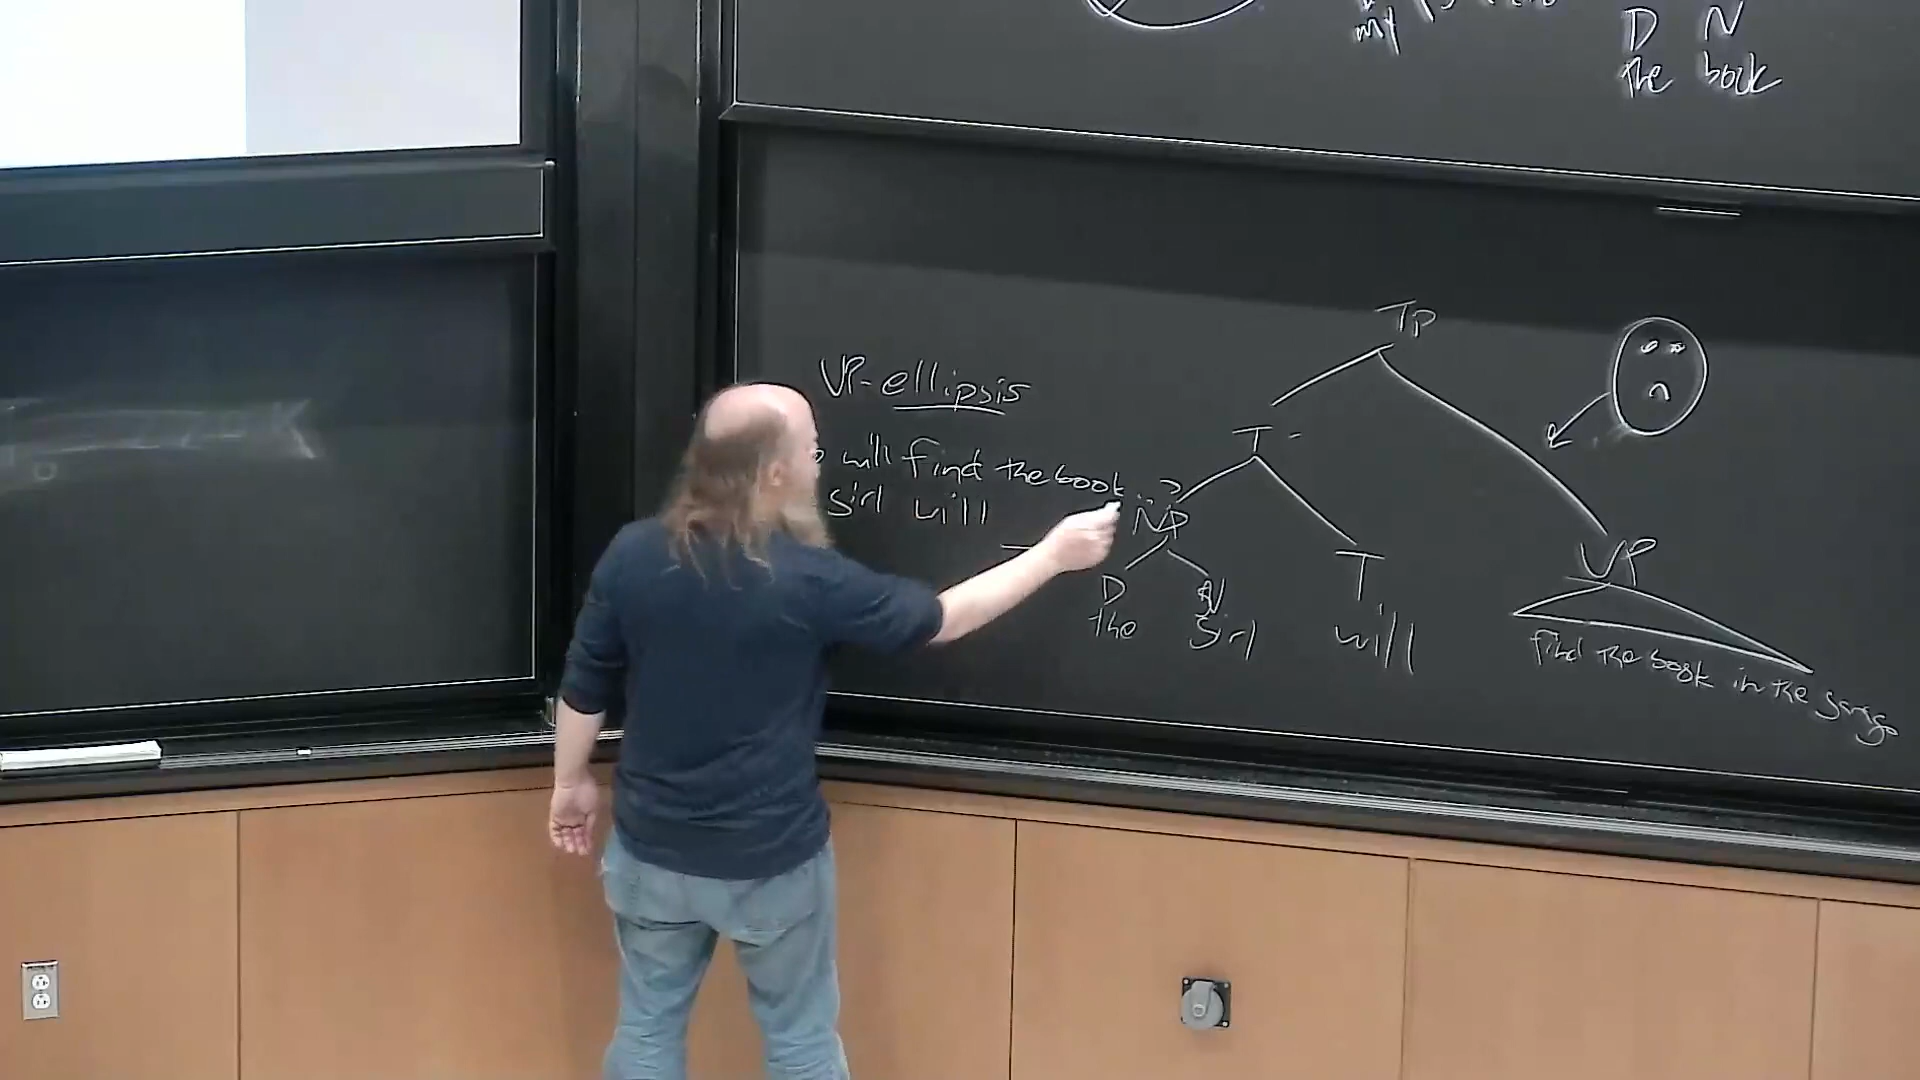 my
D N
the book
TP
VP-ellipsis
T -
will find the book ...?
girl will
NP
T
VP
D N
the girl
will
find the book in the garage